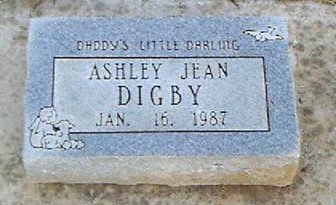 DADDY'S LITTLE DARLING
ASHLEY JEAN
DIGBY
JAN. 16. 1987